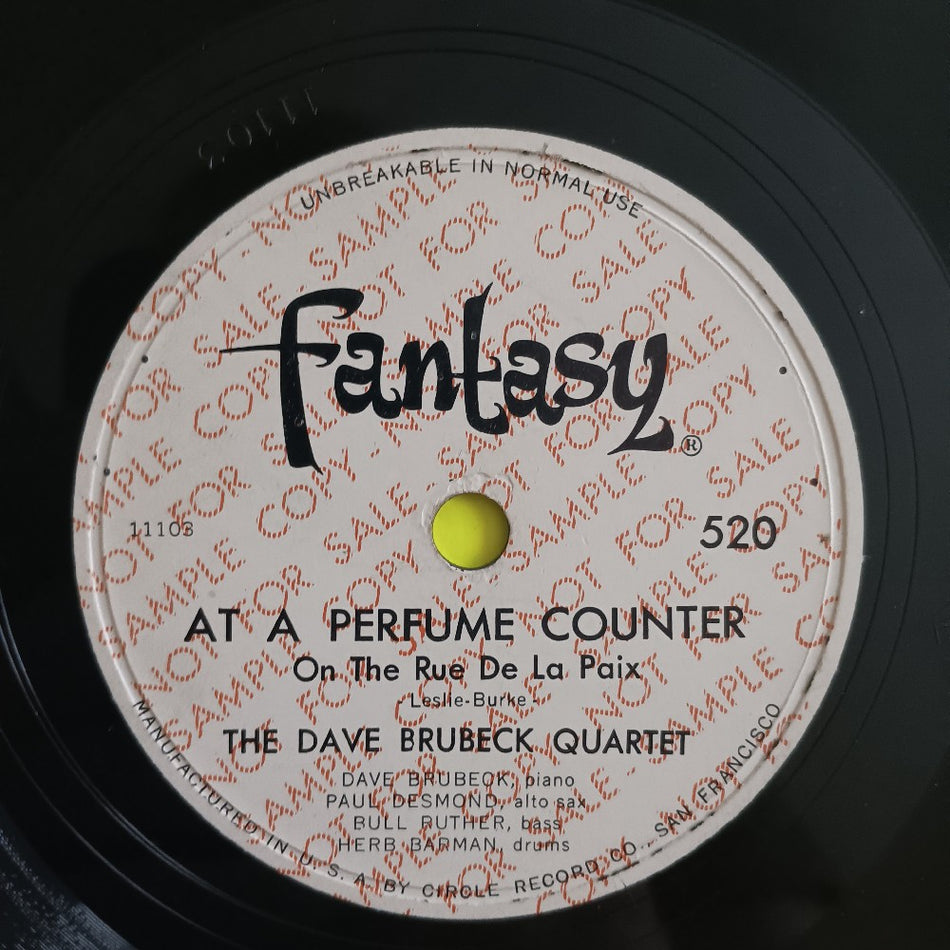 11103
UNBREAKABLE IN NORMAL USE
fantasy ®
11103
520
AT A PERFUME COUNTER
On The Rue De La Paix
-Leslie-Burke-
THE DAVE BRUBECK QUARTET
DAVE BRUBECK, piano
PAUL DESMOND, alto sax
BULL RUTHER, bass
HERB BARMAN, drums
MANUFACTURED IN U. S. A. BY CIRCLE RECORD CO., SAN FRANCISCO
SAMPLE COPY - NOT FOR SALE